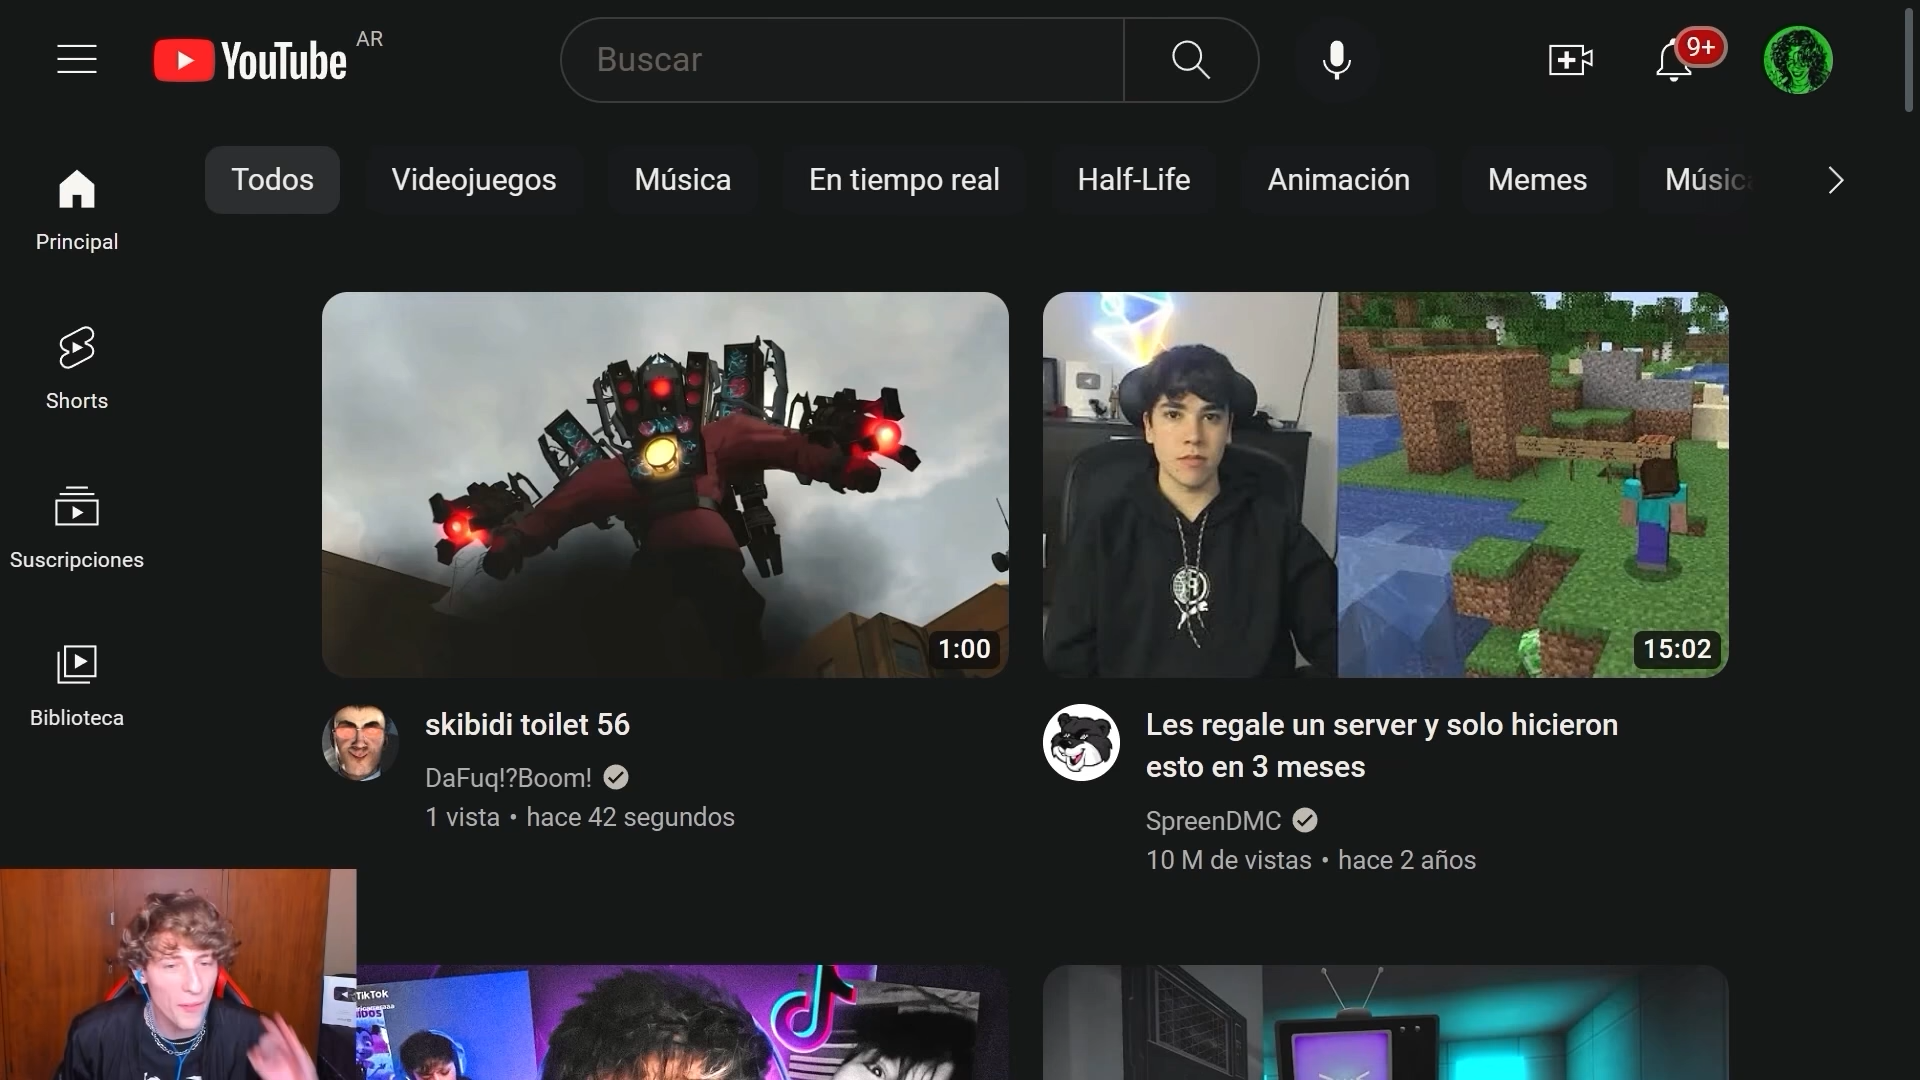 YouTube AR
Buscar
9+
Todos
Videojuegos
Música
En tiempo real
Half-Life
Animación
Memes
Músic
Principal
Shorts
Suscripciones
Biblioteca
1:00
15:02
skibidi toilet 56
DaFuq!?Boom!
1 vista • hace 42 segundos
Les regale un server y solo hicieron
esto en 3 meses
SpreenDMC
10 M de vistas • hace 2 años
TikTok